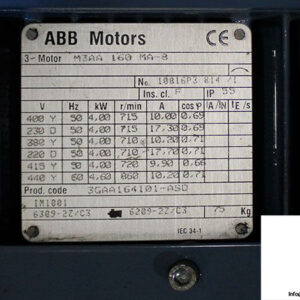 ABB Motors CE
3- Motor M3AA 160 MA-8
No. 10816P3 814 /1
Ins. cl. F IP 55
V Hz kW r/min A cos φ IA/IN tE/s
400 Y 50 4,00 715 10,00 0,69
230 D 50 4,00 715 17,30 0,69
380 Y 50 4,00 710 10,20 0,71
220 D 50 4,00 710 17,70 0,71
415 Y 50 4,00 720 9,90 0,66
440 Y 60 4,60 860 10,20 0,71
Prod. code 3GAA164101-ASD
IM1001
6309-2Z/C3 6209-2Z/C3 75 Kg
IEC 34-1